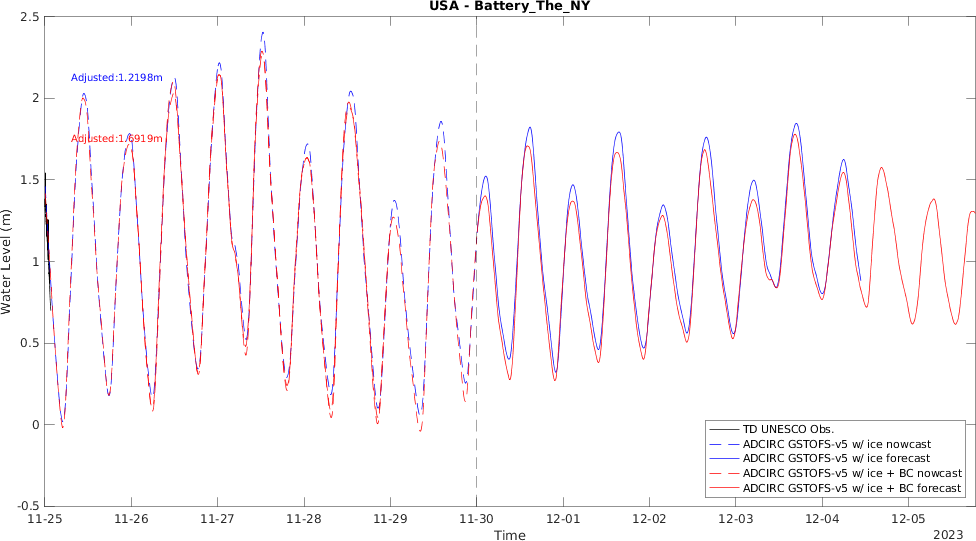 USA - Battery_The_NY
2.5
2
1.5
1
0.5
0
-0.5
Water Level (m)
Adjusted:1.2198m
Adjusted:1.6919m
TD UNESCO Obs.
ADCIRC GSTOFS-v5 w/ ice nowcast
ADCIRC GSTOFS-v5 w/ ice forecast
ADCIRC GSTOFS-v5 w/ ice + BC nowcast
ADCIRC GSTOFS-v5 w/ ice + BC forecast
11-25 11-26 11-27 11-28 11-29 11-30 12-01 12-02 12-03 12-04 12-05
Time
2023